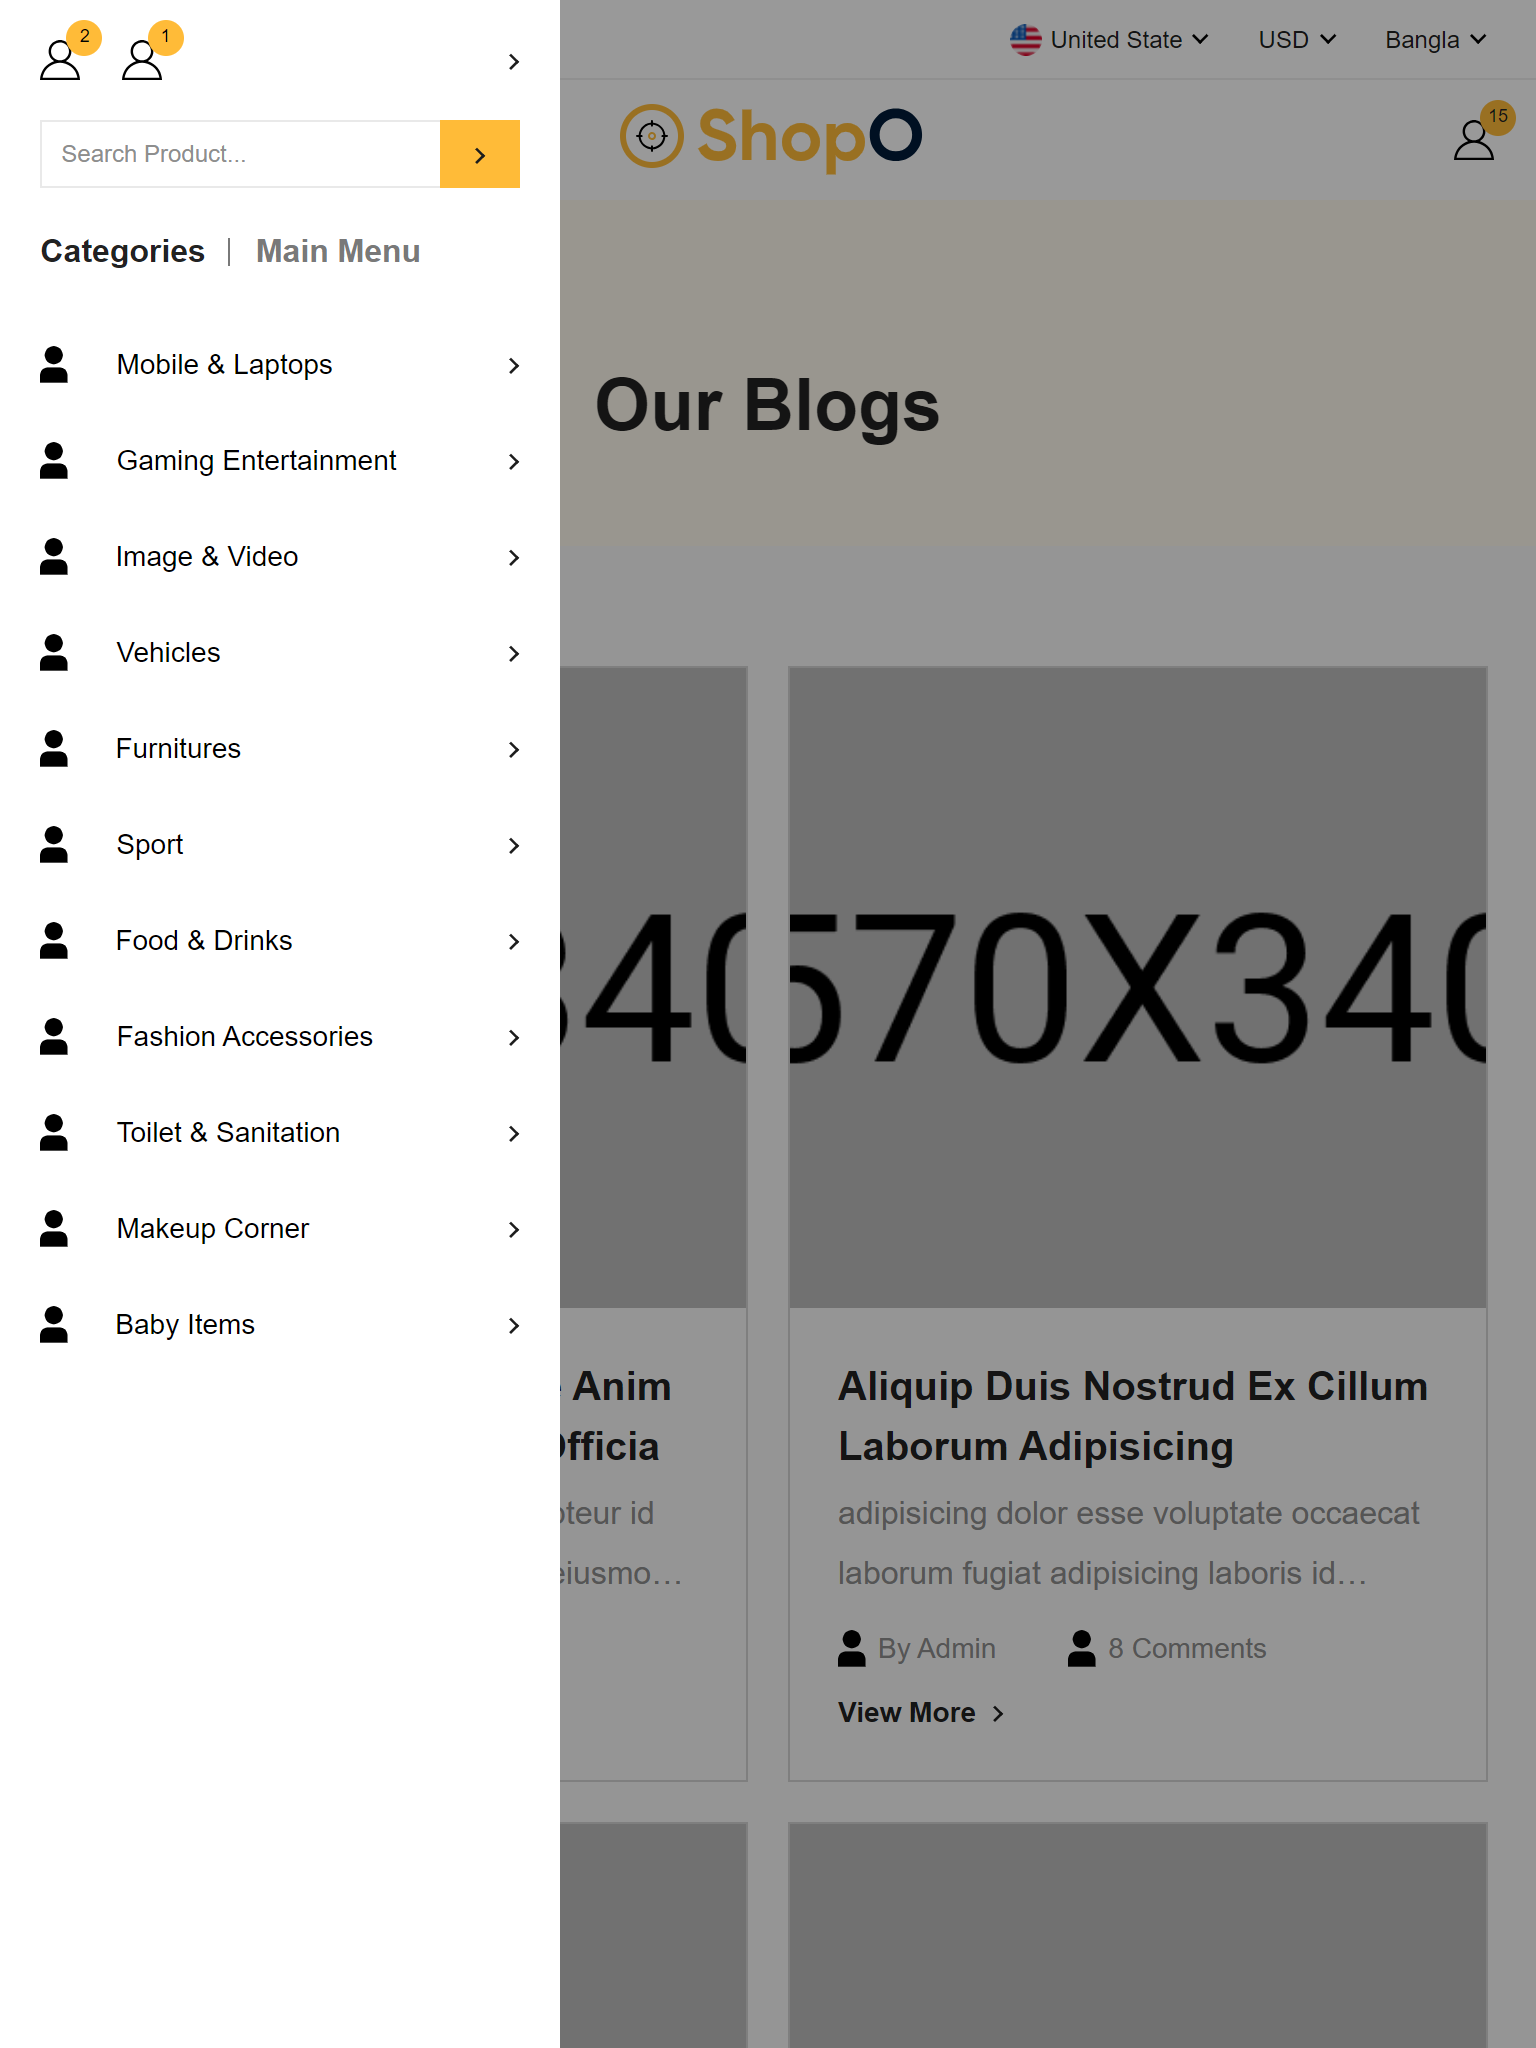 2
1
Search Product...
Categories | Main Menu
Mobile & Laptops
Gaming Entertainment
Image & Video
Vehicles
Furnitures
Sport
Food & Drinks
Fashion Accessories
Toilet & Sanitation
Makeup Corner
Baby Items
United State
USD
Bangla
ShopO
15
Our Blogs
340
570X340
Anim
Officia
eiusmo…
Aliquip Duis Nostrud Ex Cillum
Laborum Adipisicing
adipisicing dolor esse voluptate occaecat
laborum fugiat adipisicing laboris id…
By Admin
8 Comments
View More